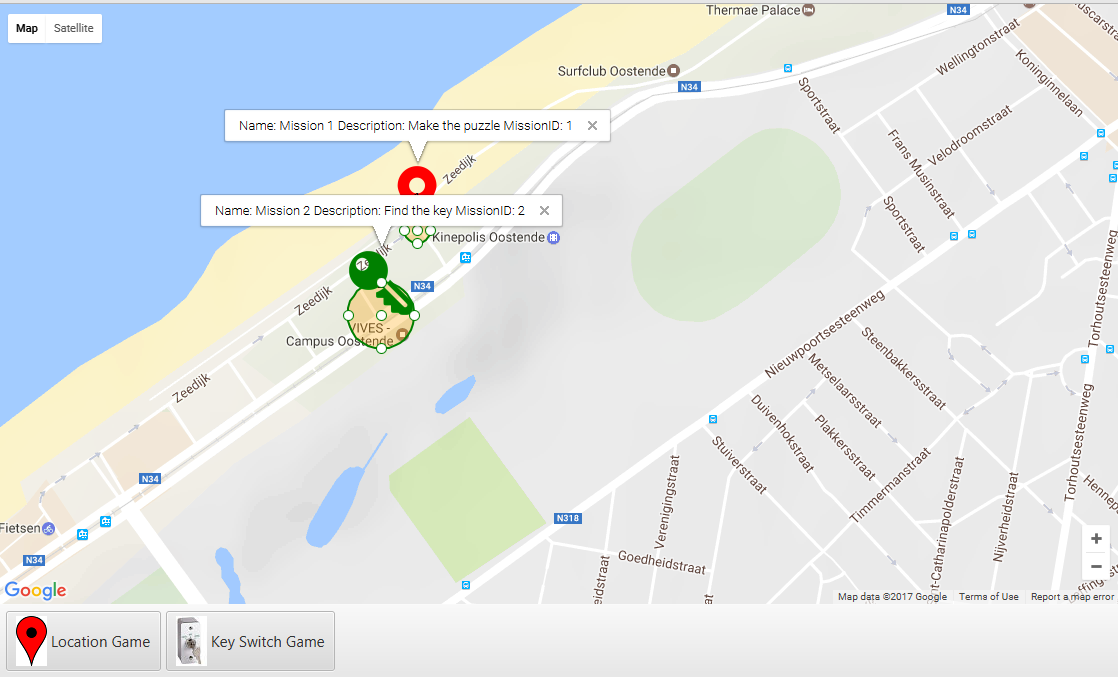 Map Satellite
Thermae Palace
N34
Surfclub Oostende
N34
Wellingtonstraat
Koninginnelaan
Sportstraat
Name: Mission 1 Description: Make the puzzle MissionID: 1
Zeedijk
Frans Musinstraat
Velodroomstraat
Name: Mission 2 Description: Find the key MissionID: 2
Sportstraat
Kinepolis Oostende
Zeedijk
N34
VIVES -
Campus Oostende
Nieuwpoortsesteenweg
Torhoutsesteenweg
Steenbakkersstraat
Metselaarsstraat
Zeedijk
Duivenhokstraat
Plakkersstraat
Stuiverstraat
Timmermanstraat
Torhoutsesteenweg
N34
Verenigingstraat
Nijverheidstraat
N318
Fietsen
Goedheidstraat
N34
Google
Map data ©2017 Google Terms of Use Report a map error
Location Game
Key Switch Game